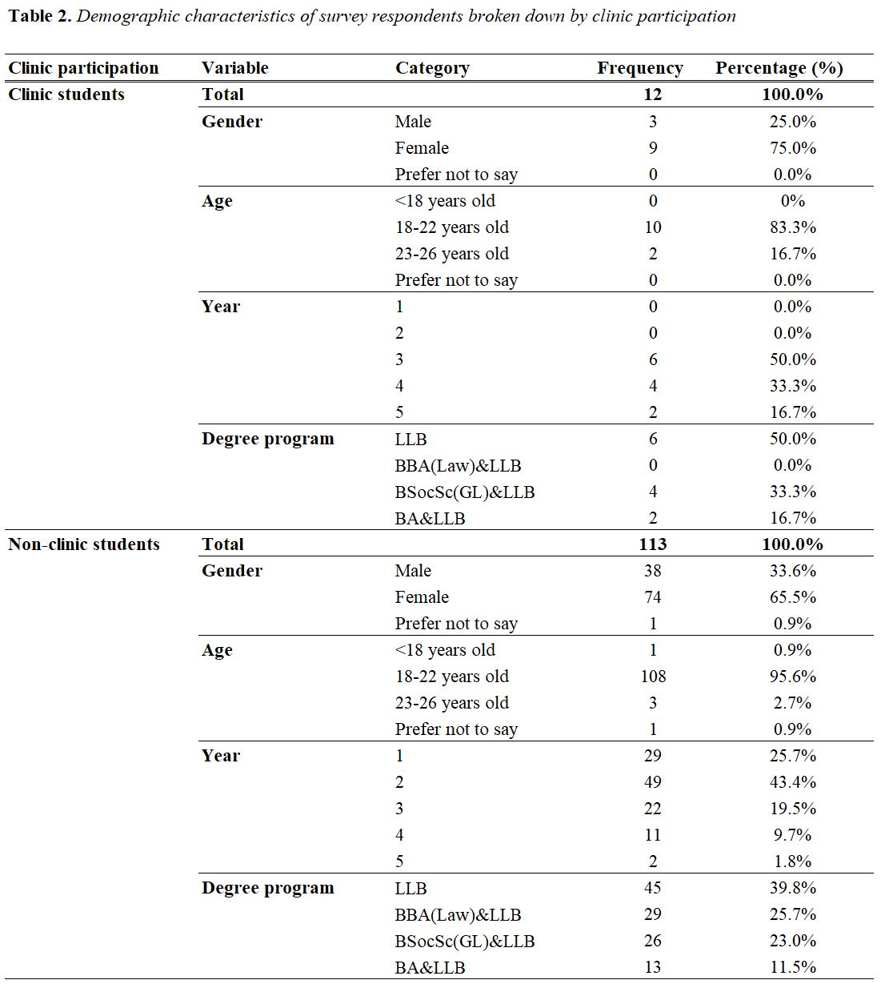 Table 2. Demographic characteristics of survey respondents broken down by clinic participation
Clinic participation Variable Category Frequency Percentage (%)
Clinic students Total 12 100.0%
Gender Male 3 25.0%
Female 9 75.0%
Prefer not to say 0 0.0%
Age <18 years old 0 0%
18-22 years old 10 83.3%
23-26 years old 2 16.7%
Prefer not to say 0 0.0%
Year 1 0 0.0%
2 0 0.0%
3 6 50.0%
4 4 33.3%
5 2 16.7%
Degree program LLB 6 50.0%
BBA(Law)&LLB 0 0.0%
BSocSc(GL)&LLB 4 33.3%
BA&LLB 2 16.7%
Non-clinic students Total 113 100.0%
Gender Male 38 33.6%
Female 74 65.5%
Prefer not to say 1 0.9%
Age <18 years old 1 0.9%
18-22 years old 108 95.6%
23-26 years old 3 2.7%
Prefer not to say 1 0.9%
Year 1 29 25.7%
2 49 43.4%
3 22 19.5%
4 11 9.7%
5 2 1.8%
Degree program LLB 45 39.8%
BBA(Law)&LLB 29 25.7%
BSocSc(GL)&LLB 26 23.0%
BA&LLB 13 11.5%